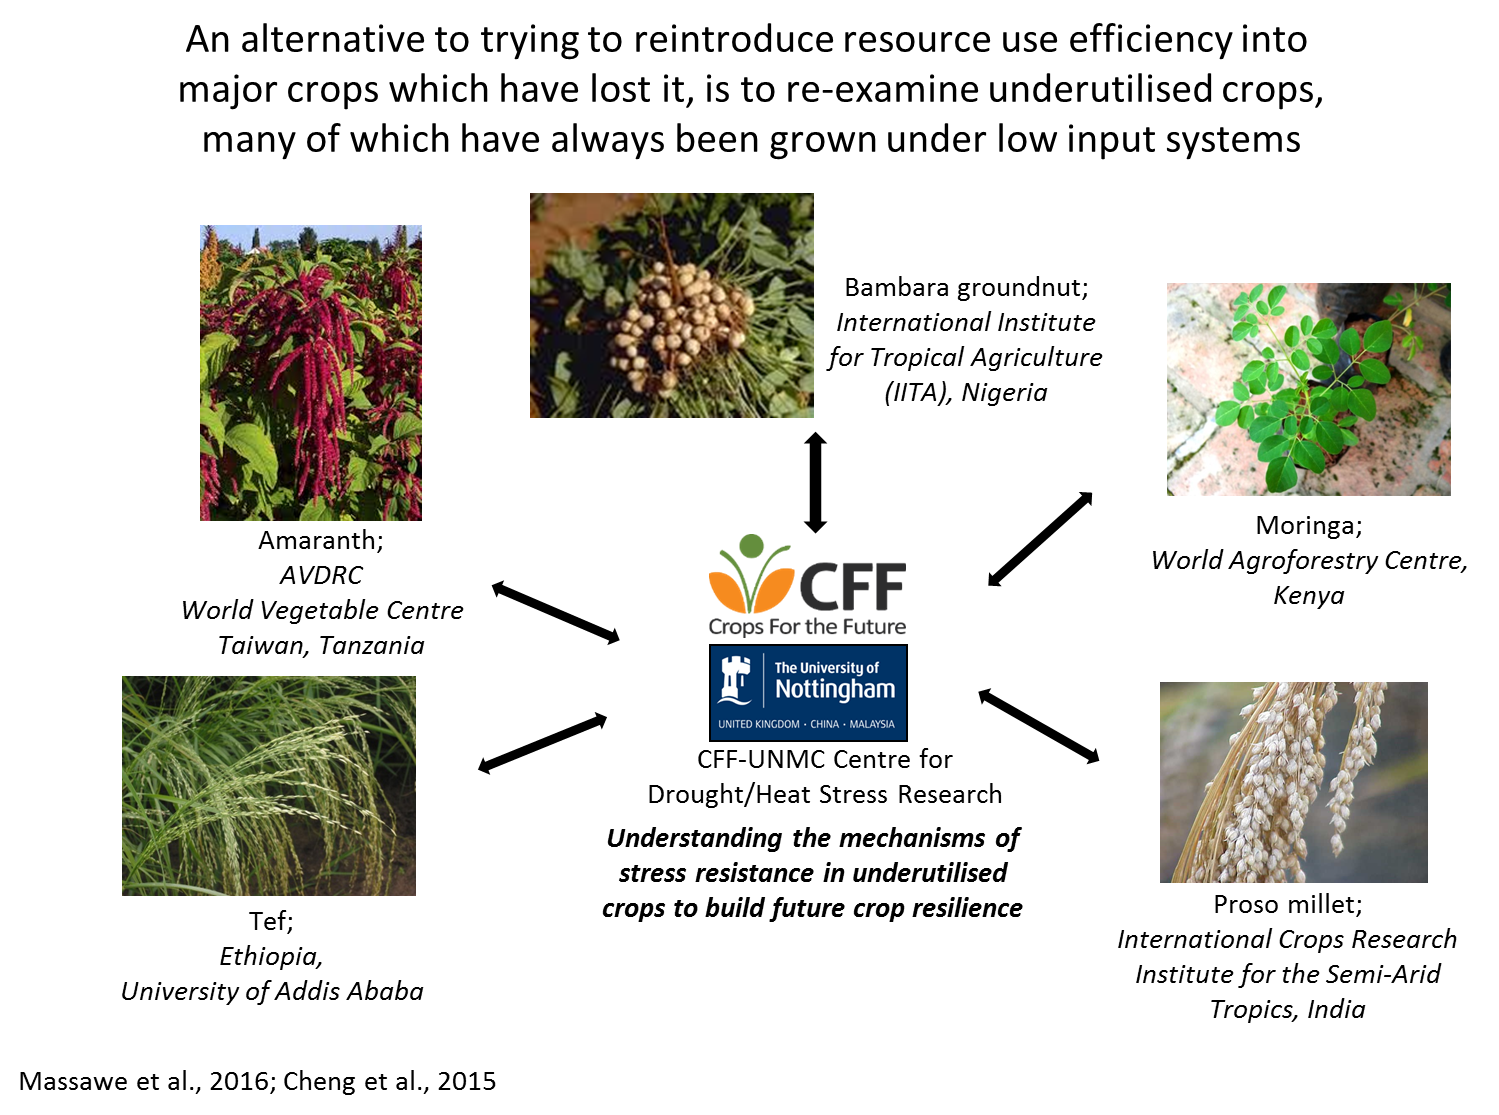 An alternative to trying to reintroduce resource use efficiency into
major crops which have lost it, is to re-examine underutilised crops,
many of which have always been grown under low input systems
Bambara groundnut;
International Institute
for Tropical Agriculture
(IITA), Nigeria
Amaranth;
AVDRC
World Vegetable Centre
Taiwan, Tanzania
Moringa;
World Agroforestry Centre,
Kenya
CFF
Crops For the Future
The University of
Nottingham
UNITED KINGDOM · CHINA · MALAYSIA
CFF-UNMC Centre for
Drought/Heat Stress Research
Understanding the mechanisms of
stress resistance in underutilised
crops to build future crop resilience
Tef;
Ethiopia,
University of Addis Ababa
Proso millet;
International Crops Research
Institute for the Semi-Arid
Tropics, India
Massawe et al., 2016; Cheng et al., 2015